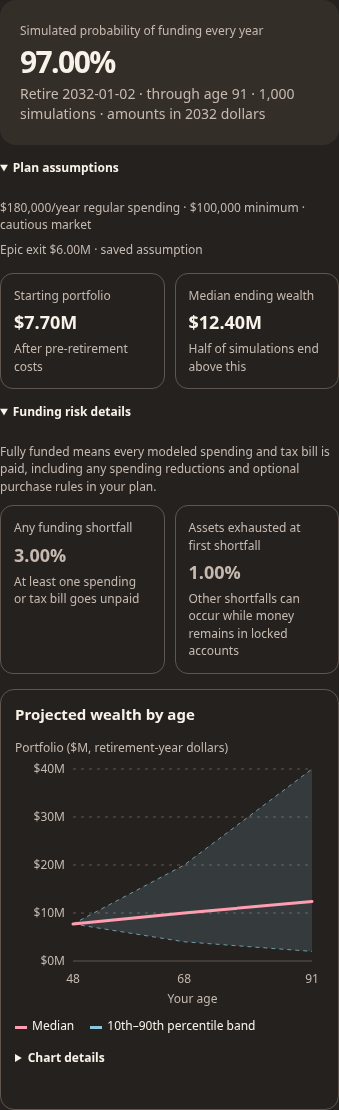 Simulated probability of funding every year
97.00%
Retire 2032-01-02 · through age 91 · 1,000
simulations · amounts in 2032 dollars
▼ Plan assumptions
$180,000/year regular spending · $100,000 minimum ·
cautious market
Epic exit $6.00M · saved assumption
Starting portfolio
$7.70M
After pre-retirement
costs
Median ending wealth
$12.40M
Half of simulations end
above this
▼ Funding risk details
Fully funded means every modeled spending and tax bill is
paid, including any spending reductions and optional
purchase rules in your plan.
Any funding shortfall
3.00%
At least one spending
or tax bill goes unpaid
Assets exhausted at
first shortfall
1.00%
Other shortfalls can
occur while money
remains in locked
accounts
Projected wealth by age
Portfolio ($M, retirement-year dollars)
$40M
$30M
$20M
$10M
$0M
48 68 91
Your age
Median 10th–90th percentile band
▶ Chart details